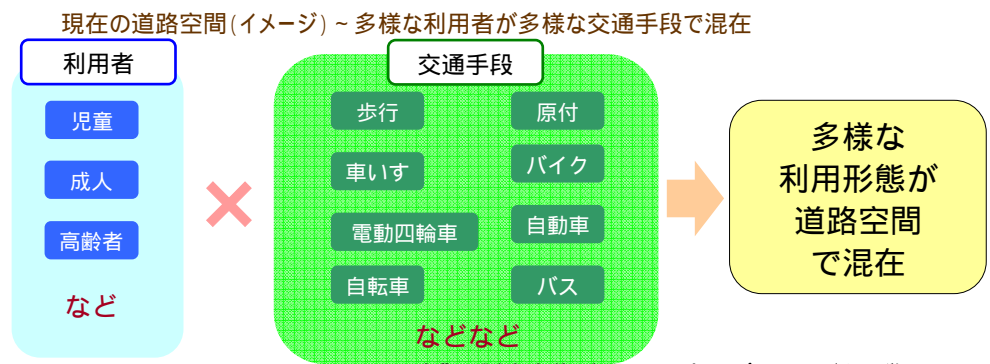 現在の道路空間(イメージ) ~ 多様な利用者が多様な交通手段で混在
利用者
児童
成人
高齢者
など
×
交通手段
歩行
原付
車いす
バイク
電動四輪車
自動車
自転車
バス
などなど
多様な
利用形態が
道路空間
で混在